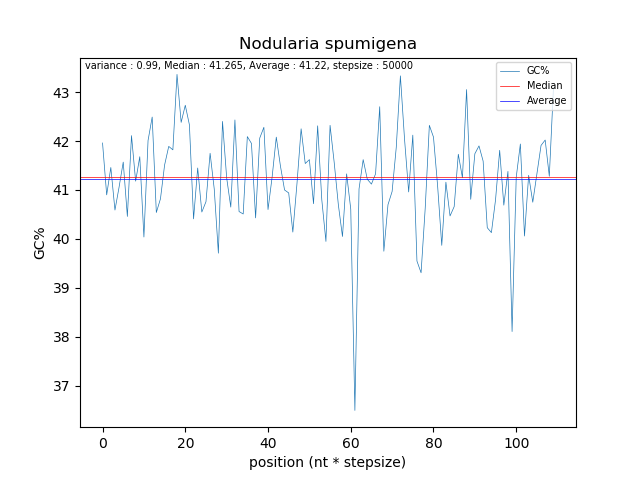 Nodularia spumigena
variance : 0.99, Median : 41.265, Average : 41.22, stepsize : 50000
GC%
Median
Average
43
42
41
40
39
38
37
GC%
0 20 40 60 80 100
position (nt * stepsize)